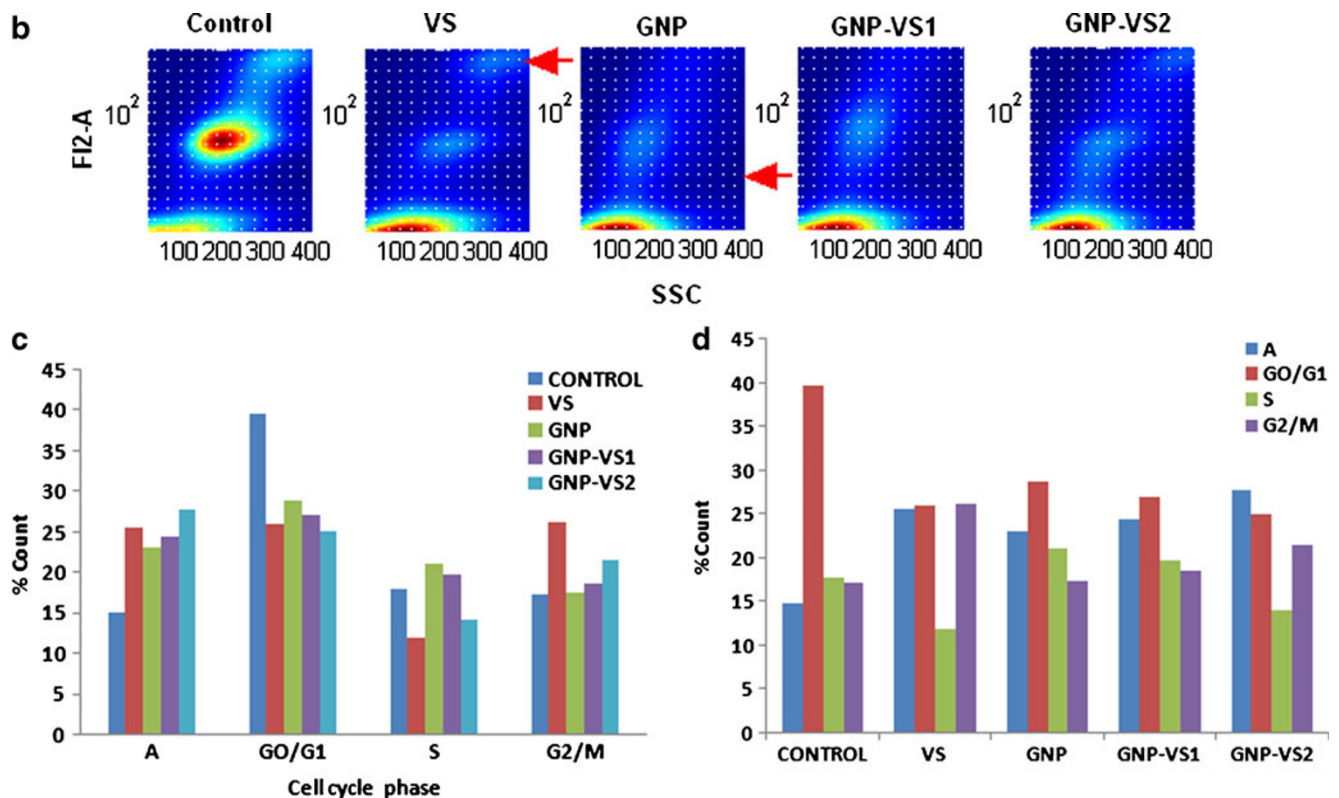 b
Control VS GNP GNP-VS1 GNP-VS2
FI2-A
10² 10² 10² 10² 10²
100 200 300 400 100 200 300 400 100 200 300 400 100 200 300 400 100 200 300 400
SSC
c
45
40
35
30
25
20
15
10
5
0
% Count
CONTROL
VS
GNP
GNP-VS1
GNP-VS2
A GO/G1 S G2/M
Cell cycle phase
d
45
40
35
30
25
20
15
10
5
0
%Count
A
GO/G1
S
G2/M
CONTROL VS GNP GNP-VS1 GNP-VS2